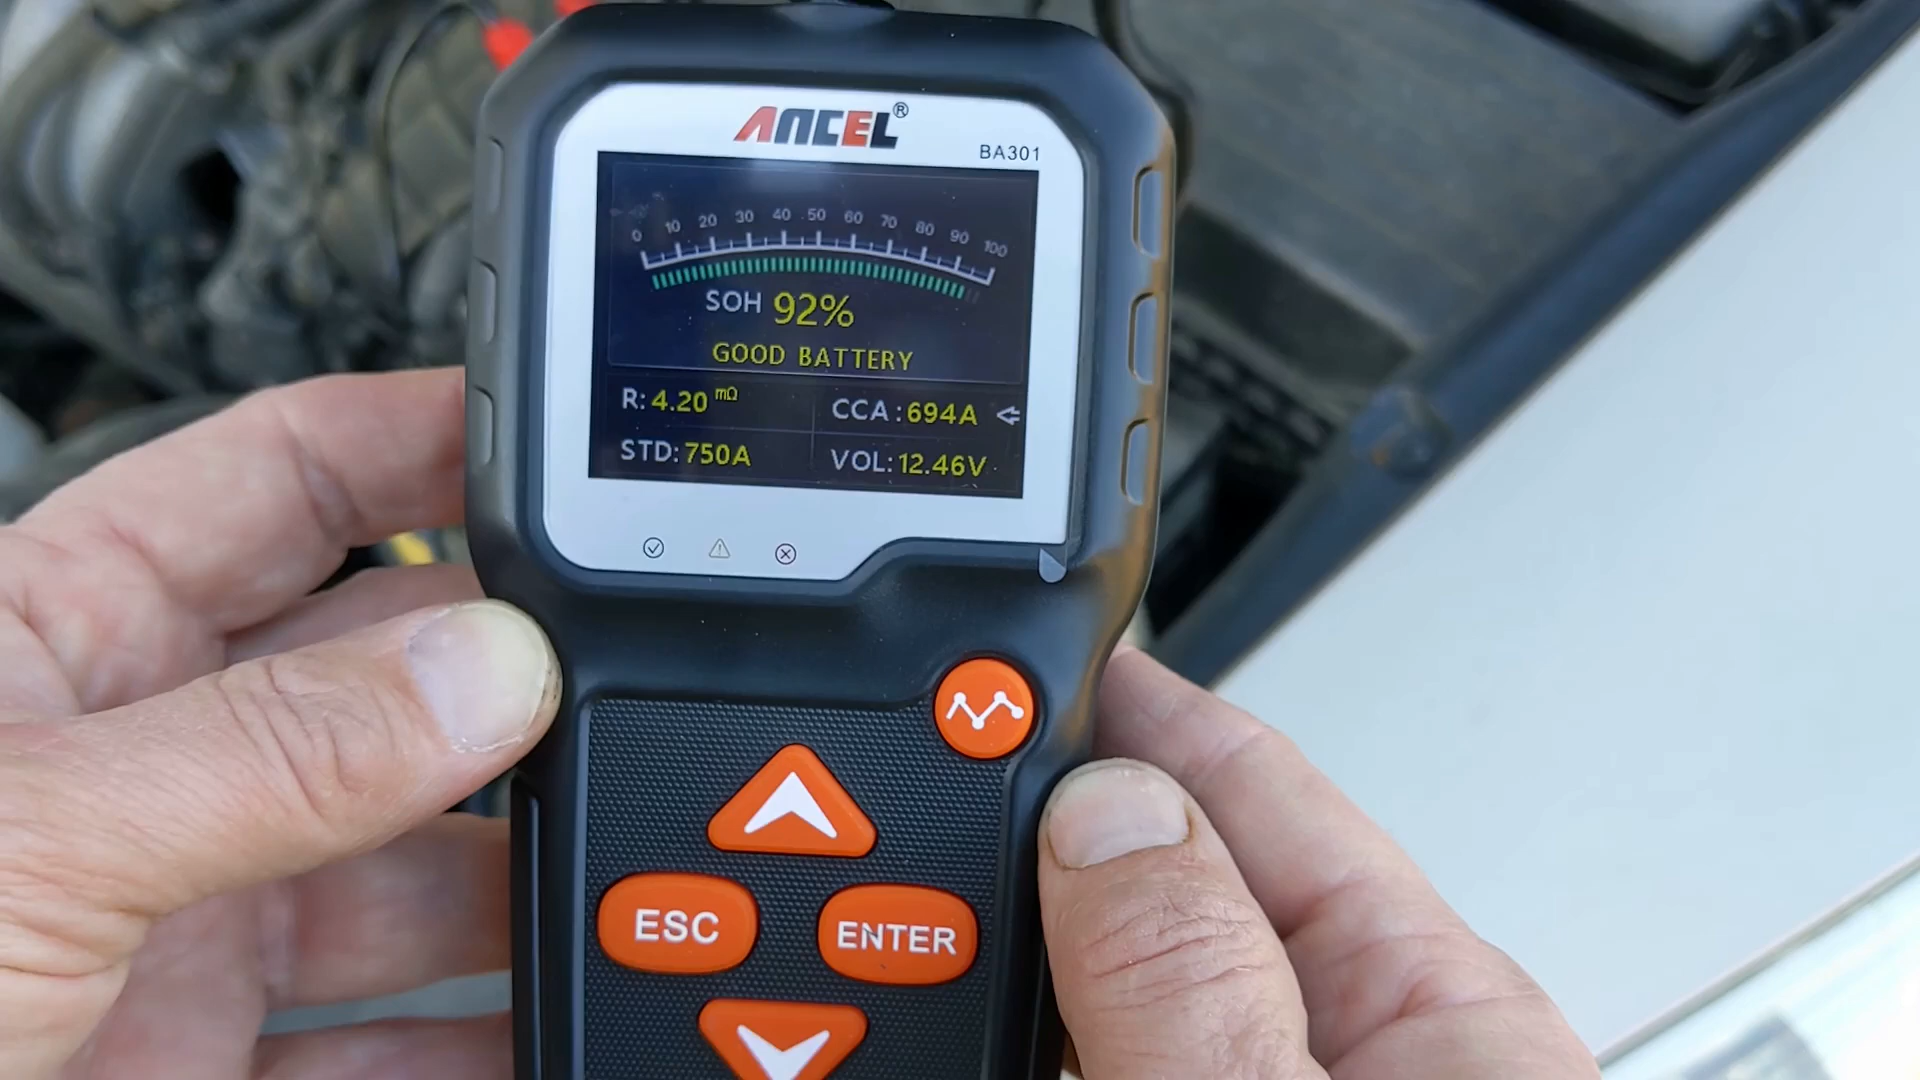 ANCEL®
BA301
0 10 20 30 40 50 60 70 80 90 100
SOH 92%
GOOD BATTERY
R: 4.20 mΩ CCA: 694A
STD: 750A VOL: 12.46V
ESC ENTER